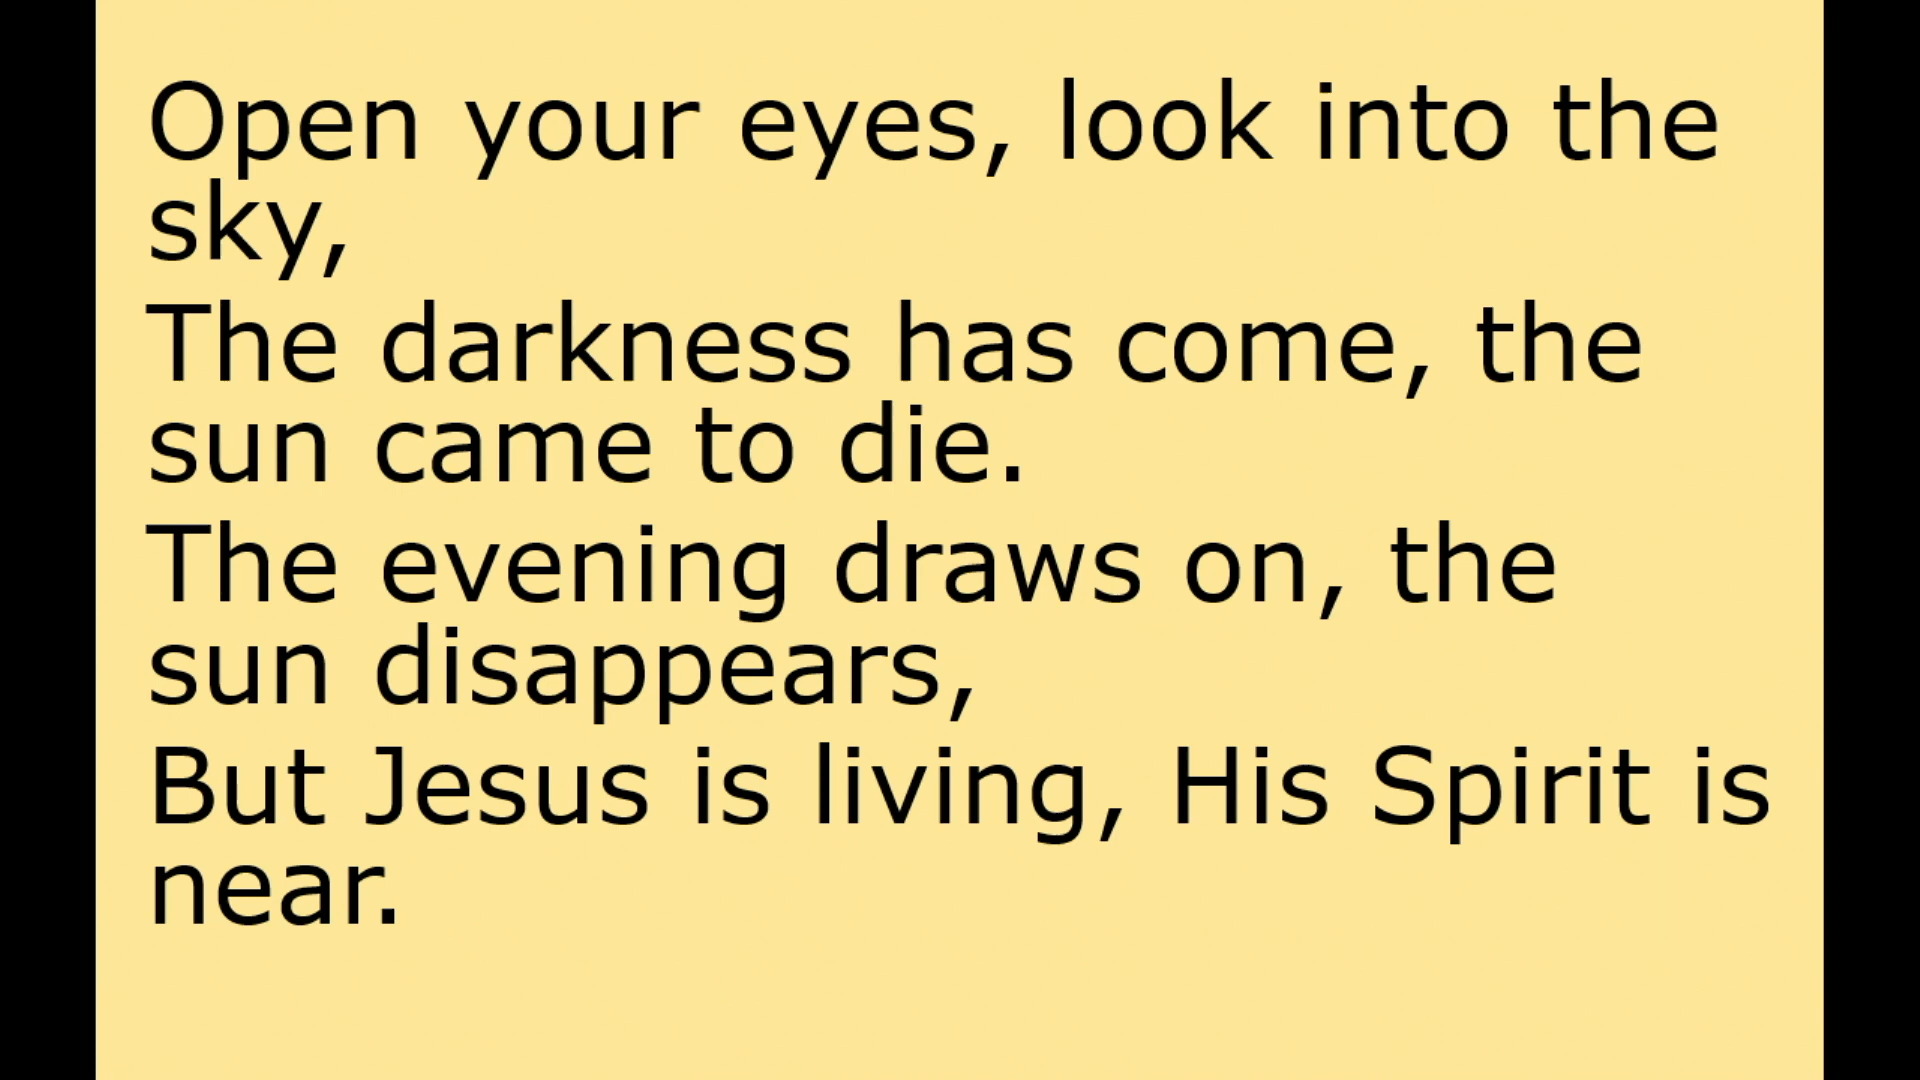 Open your eyes, look into the
sky,
The darkness has come, the
sun came to die.
The evening draws on, the
sun disappears,
But Jesus is living, His Spirit is
near.